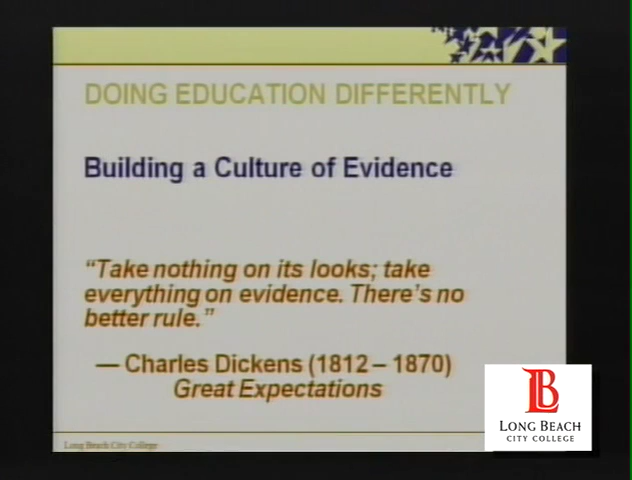 DOING EDUCATION DIFFERENTLY
Building a Culture of Evidence
“Take nothing on its looks; take
everything on evidence. There’s no
better rule.”
— Charles Dickens (1812 – 1870)
Great Expectations
Long Beach City College
LB
LONG BEACH
CITY COLLEGE